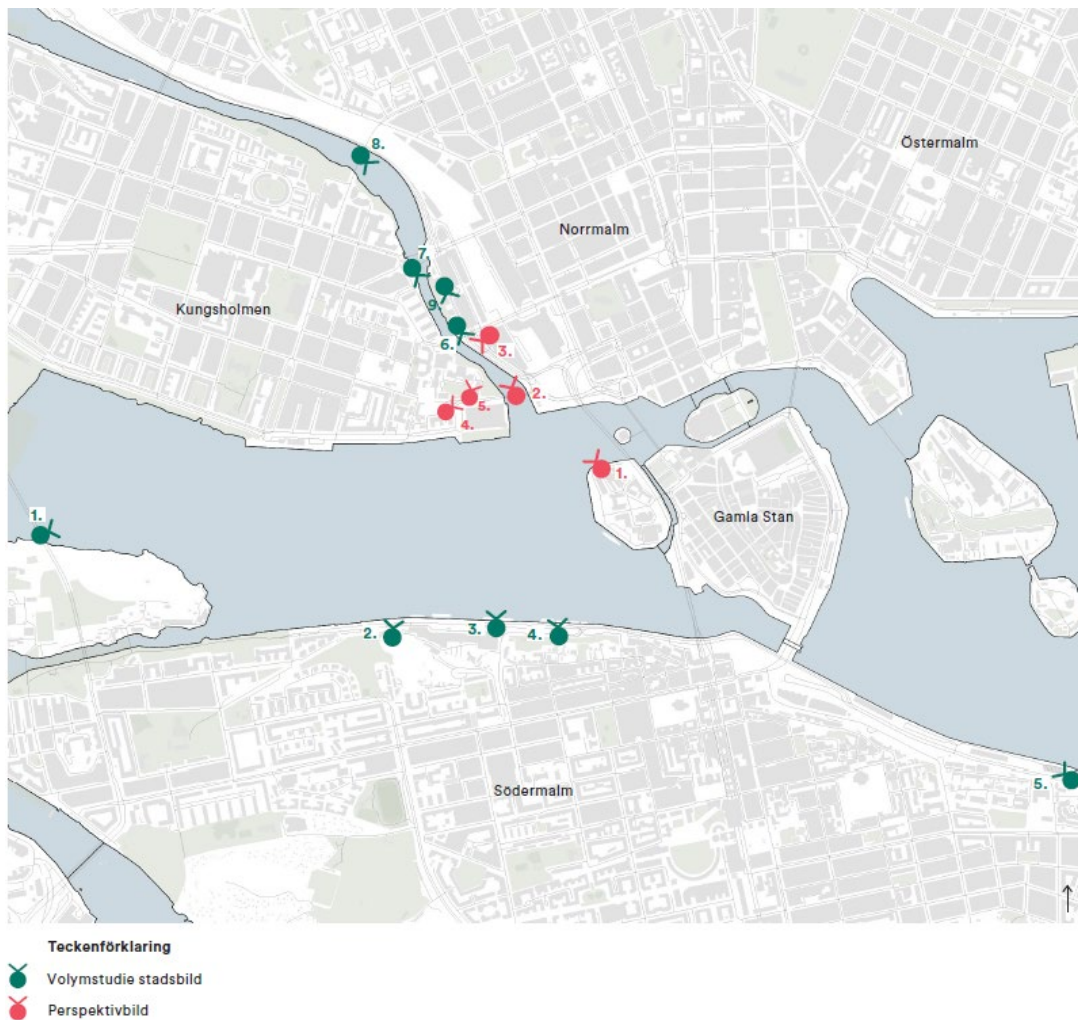 8.
Östermalm
Norrmalm
7.
Kungsholmen
9.
6.
3.
2.
5.
4.
1.
1.
Gamla Stan
2.
3.
4.
5.
Södermalm
Teckenförklaring
Volymstudie stadsbild
Perspektivbild